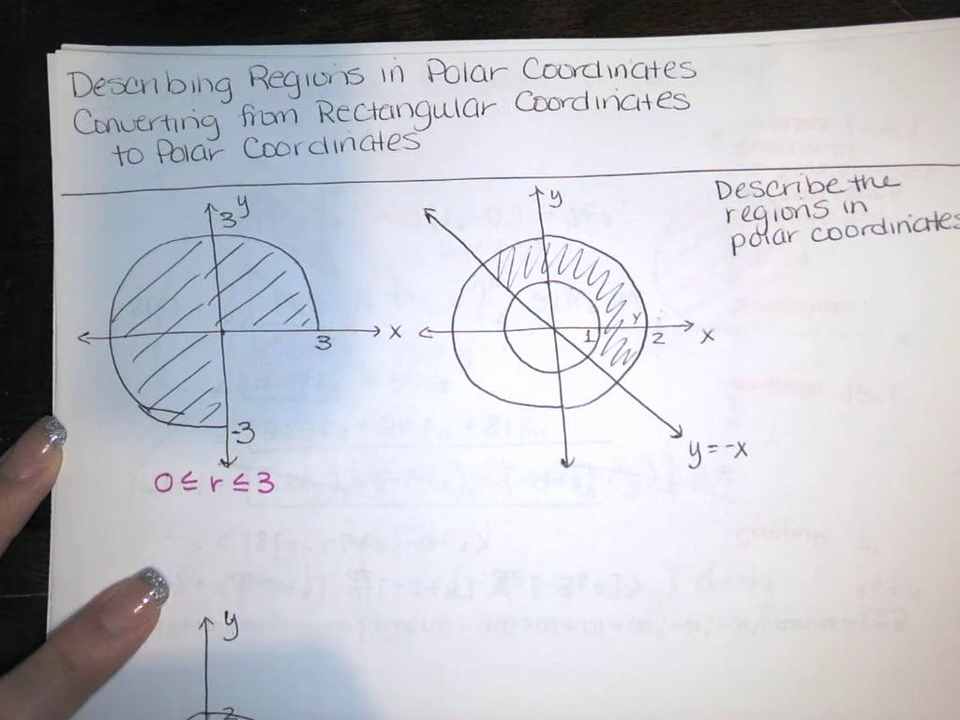 Describing Regions in Polar Coordinates
Converting from Rectangular Coordinates
to Polar Coordinates
Describe the
regions in
polar coordinates
y
3
x
3
-3
0 ≤ r ≤ 3
y
1
2
x
y = -x
y
3